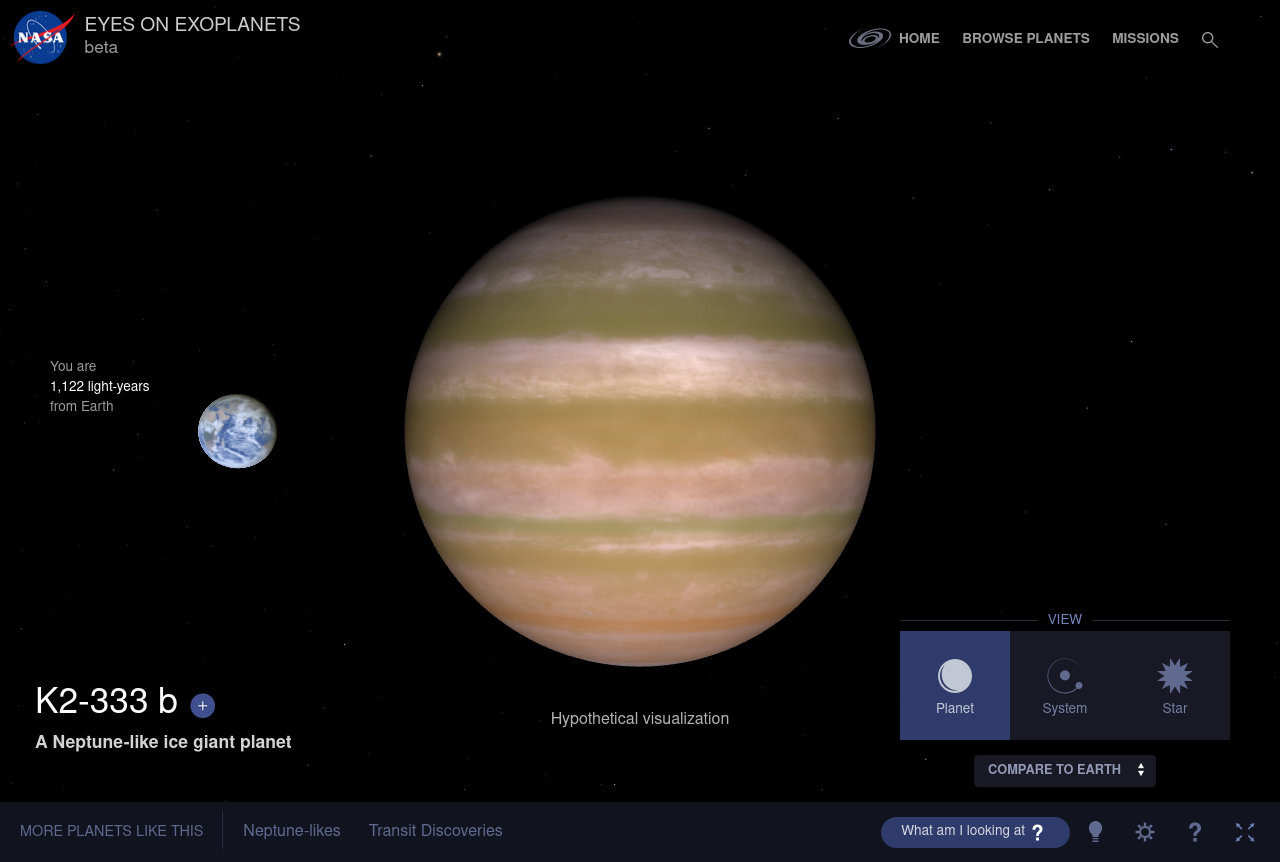 NASA
EYES ON EXOPLANETS
beta
HOME
BROWSE PLANETS
MISSIONS
You are
1,122 light-years
from Earth
K2-333 b +
A Neptune-like ice giant planet
Hypothetical visualization
VIEW
Planet
System
Star
COMPARE TO EARTH
MORE PLANETS LIKE THIS
Neptune-likes
Transit Discoveries
What am I looking at ?
?